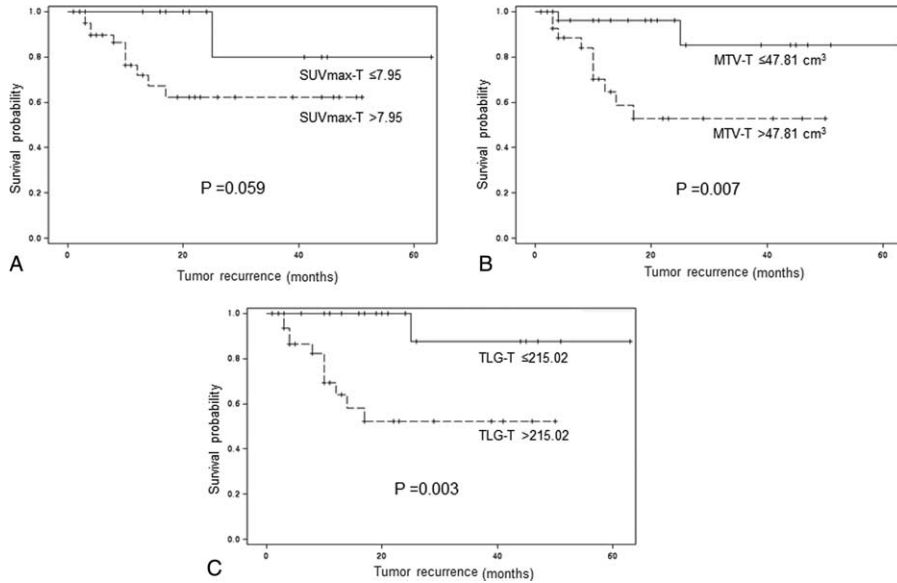 1.0
0.8
0.6
0.4
0.2
0.0
Survival probability
SUVmax-T ≤7.95
SUVmax-T >7.95
P =0.059
0
20
40
60
Tumor recurrence (months)
A
1.0
0.8
0.6
0.4
0.2
0.0
Survival probability
MTV-T ≤47.81 cm³
MTV-T >47.81 cm³
P =0.007
0
20
40
60
Tumor recurrence (months)
B
1.0
0.8
0.6
0.4
0.2
0.0
Survival probability
TLG-T ≤215.02
TLG-T >215.02
P =0.003
0
20
40
60
Tumor recurrence (months)
C